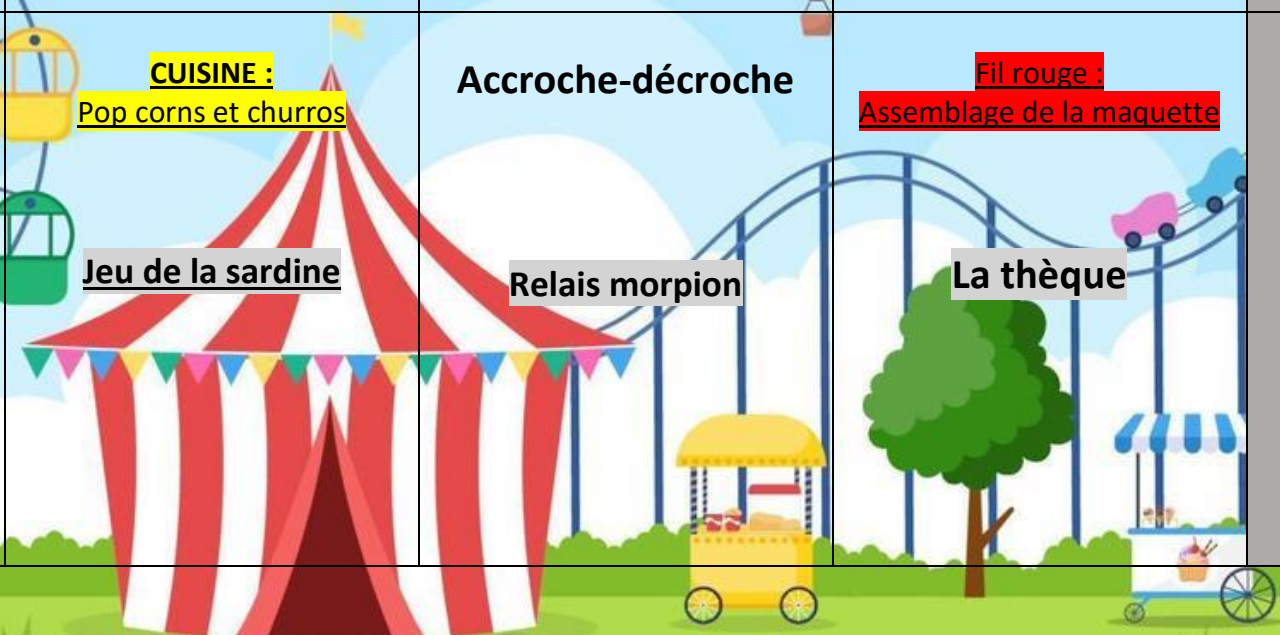 CUISINE :
Pop corns et churros
Jeu de la sardine
Accroche-décroche
Relais morpion
Fil rouge :
Assemblage de la maquette
La thèque